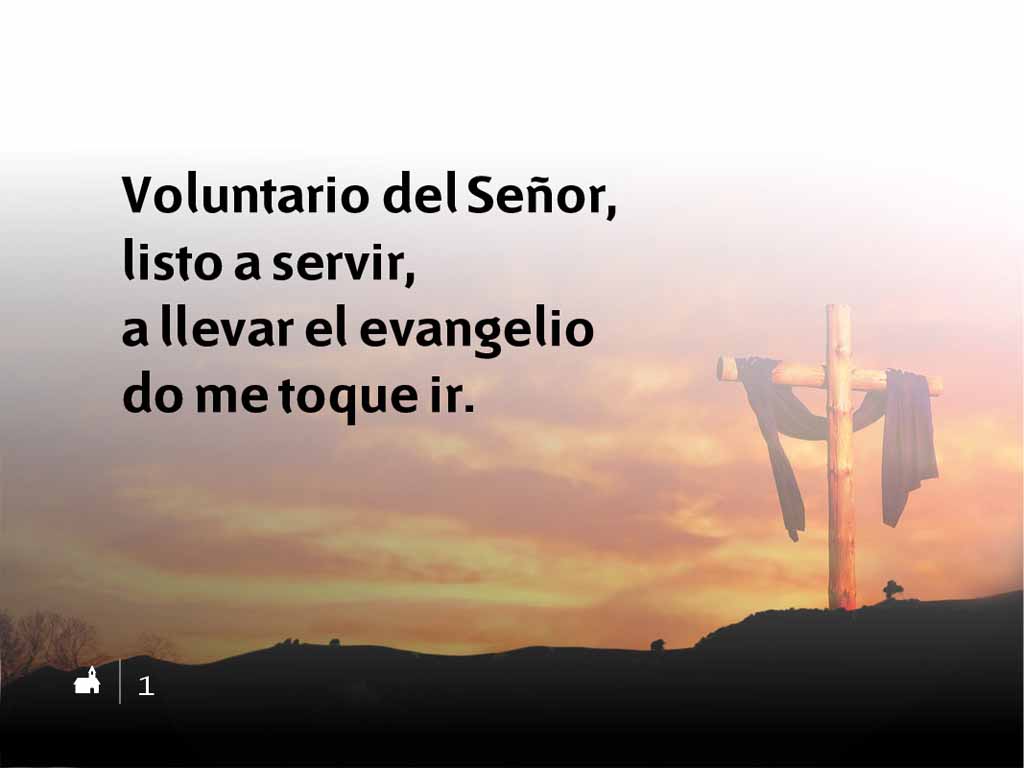 Voluntario del Señor,
listo a servir,
a llevar el evangelio
do me toque ir.
1